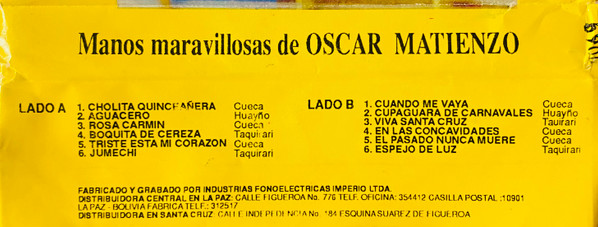 Manos maravillosas de OSCAR MATIENZO
LADO A
1. CHOLITA QUINCEAÑERA Cueca
2. AGUACERO Huayño
3. ROSA CARMIN Cueca
4. BOQUITA DE CEREZA Taquirari
5. TRISTE ESTA MI CORAZON Cueca
6. JUMECHI Taquirari
LADO B
1. CUANDO ME VAYA Cueca
2. CUPAGUARA DE CARNAVALES Huayño
3. VIVA SANTA CRUZ Tauirari
4. EN LAS CONCAVIDADES Cueca
5. EL PASADO NUNCA MUERE Cueca
6. ESPEJO DE LUZ Taquirari
FABRICADO Y GRABADO POR INDUSTRIAS FONOELECTRICAS IMPERIO LTDA.
DISTRIBUIDORA CENTRAL EN LA PAZ: CALLE FIGUEROA No. 776 TELF. OFICINA: 354412 CASILLA POSTAL :10901
LA PAZ - BOLIVIA FABRICA TELF.: 312517
DISTRIBUIDORA EN SANTA CRUZ: CALLE INDEPENDENCIA No 184 ESQUINA SUAREZ DE FIGUEROA